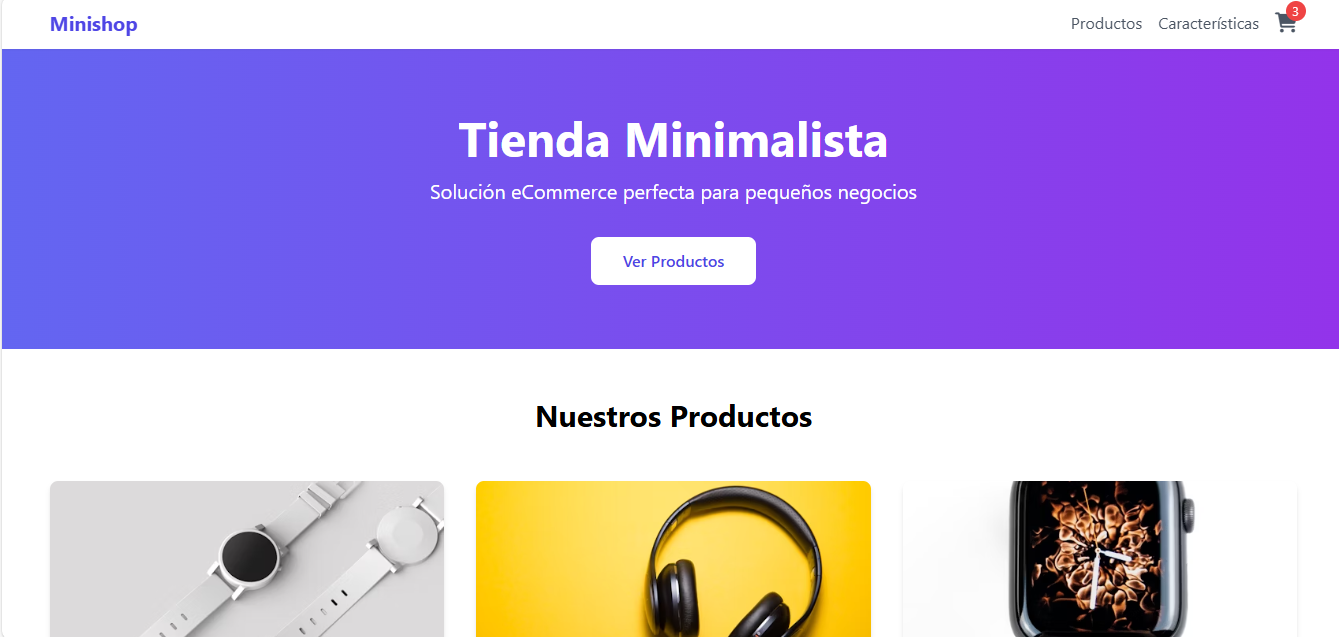 Minishop
Productos Características 3
Tienda Minimalista
Solución eCommerce perfecta para pequeños negocios
Ver Productos
Nuestros Productos